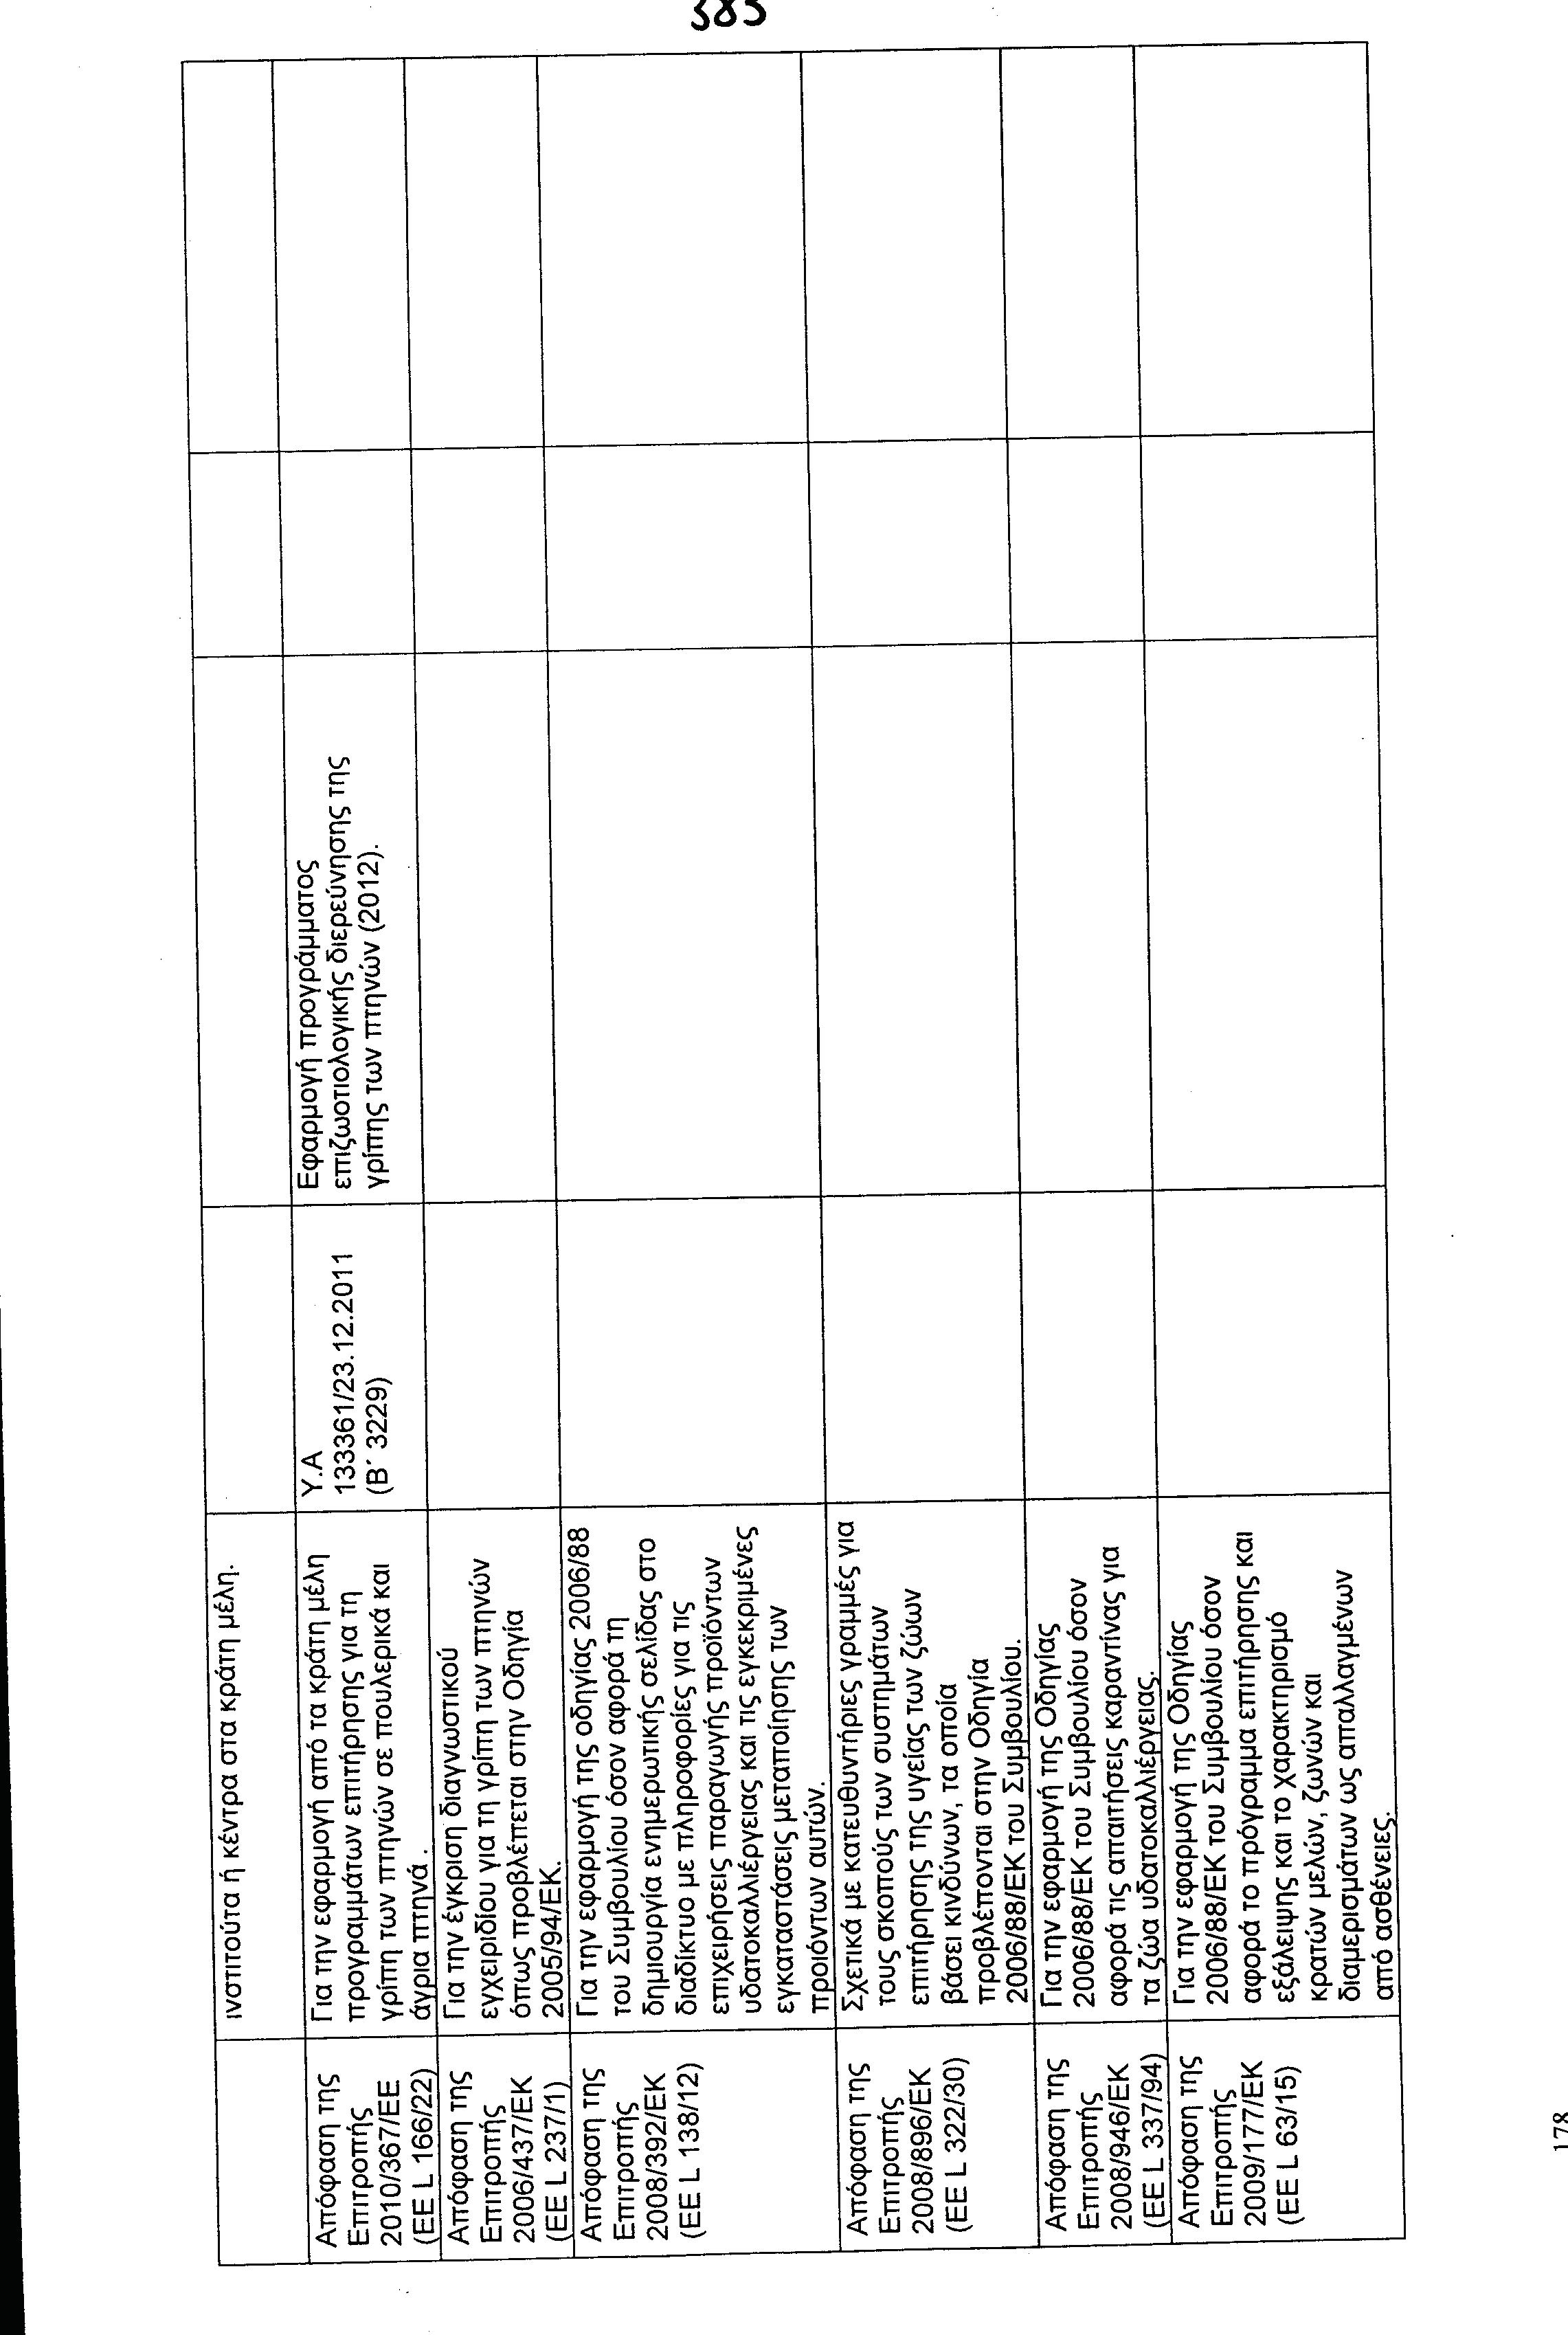 385
ινστιτούτα ή κέντρα στα κράτη μέλη.
Απόφαση της
Επιτροπής
2010/367/ΕΕ
(ΕΕ L 166/22)
Για την εφαρμογή από τα κράτη μέλη
προγραμμάτων επιτήρησης για τη
γρίπη των πτηνών σε πουλερικά και
άγρια πτηνά .
Υ.Α
133361/23.12.2011
(Β΄ 3229)
Εφαρμογή προγράμματος
επιζωοτιολογικής διερεύνησης της
γρίπης των πτηνών (2012).
Απόφαση της
Επιτροπής
2006/437/ΕΚ
(ΕΕ L 237/1)
Για την έγκριση διαγνωστικού
εγχειριδίου για τη γρίπη των πτηνών
όπως προβλέπεται στην Οδηγία
2005/94/ΕΚ.
Απόφαση της
Επιτροπής
2008/392/ΕΚ
(ΕΕ L 138/12)
Για την εφαρμογή της οδηγίας 2006/88
του Συμβουλίου όσον αφορά τη
δημιουργία ενημερωτικής σελίδας στο
διαδίκτυο με πληροφορίες για τις
επιχειρήσεις παραγωγής προϊόντων
υδατοκαλλιέργειας και τις εγκεκριμένες
εγκαταστάσεις μεταποίησης των
προιόντων αυτών.
Απόφαση της
Επιτροπής
2008/896/ΕΚ
(ΕΕ L 322/30)
Σχετικά με κατευθυντήριες γραμμές για
τους σκοπούς των συστημάτων
επιτήρησης της υγείας των ζώων
βάσει κινδύνων, τα οποία
προβλέπονται στην Οδηγία
2006/88/ΕΚ του Συμβουλίου.
Απόφαση της
Επιτροπής
2008/946/ΕΚ
(ΕΕ L 337/94)
Για την εφαρμογή της Οδηγίας
2006/88/ΕΚ του Συμβουλίου όσον
αφορά τις απαιτήσεις καραντίνας για
τα ζώα υδατοκαλλιέργειας.
Απόφαση της
Επιτροπής
2009/177/ΕΚ
(ΕΕ L 63/15)
Για την εφαρμογή της Οδηγίας
2006/88/ΕΚ του Συμβουλίου όσον
αφορά το πρόγραμμα επιτήρησης και
εξάλειψης και το χαρακτηρισμό
κρατών μελών, ζωνών και
διαμερισμάτων ως απαλλαγμένων
από ασθένειες.
178